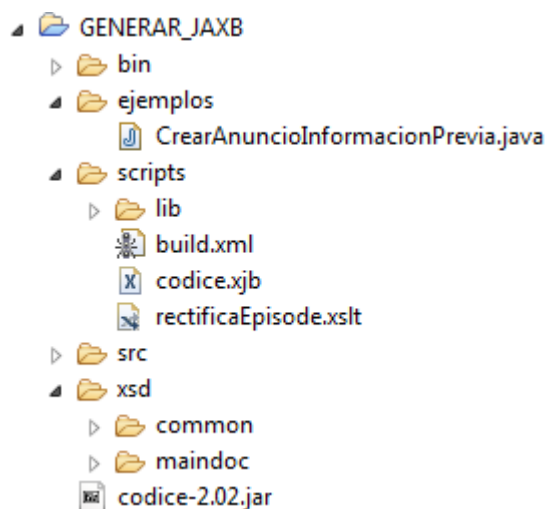 GENERAR_JAXB
bin
ejemplos
CrearAnuncioInformacionPrevia.java
scripts
lib
build.xml
codice.xjb
rectificaEpisode.xslt
src
xsd
common
maindoc
codice-2.02.jar